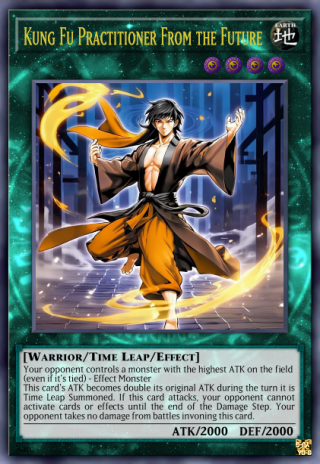 Kung Fu Practitioner From the Future
EARTH
地
[Warrior/Time Leap/Effect]
Your opponent controls a monster with the highest ATK on the field
(even if it's tied) - Effect Monster
This card's ATK becomes double its original ATK during the turn it is
Time Leap Summoned. If this card attacks, your opponent cannot
activate cards or effects until the end of the Damage Step. Your
opponent takes no damage from battles invoning this card.
ATK/2000 DEF/2000